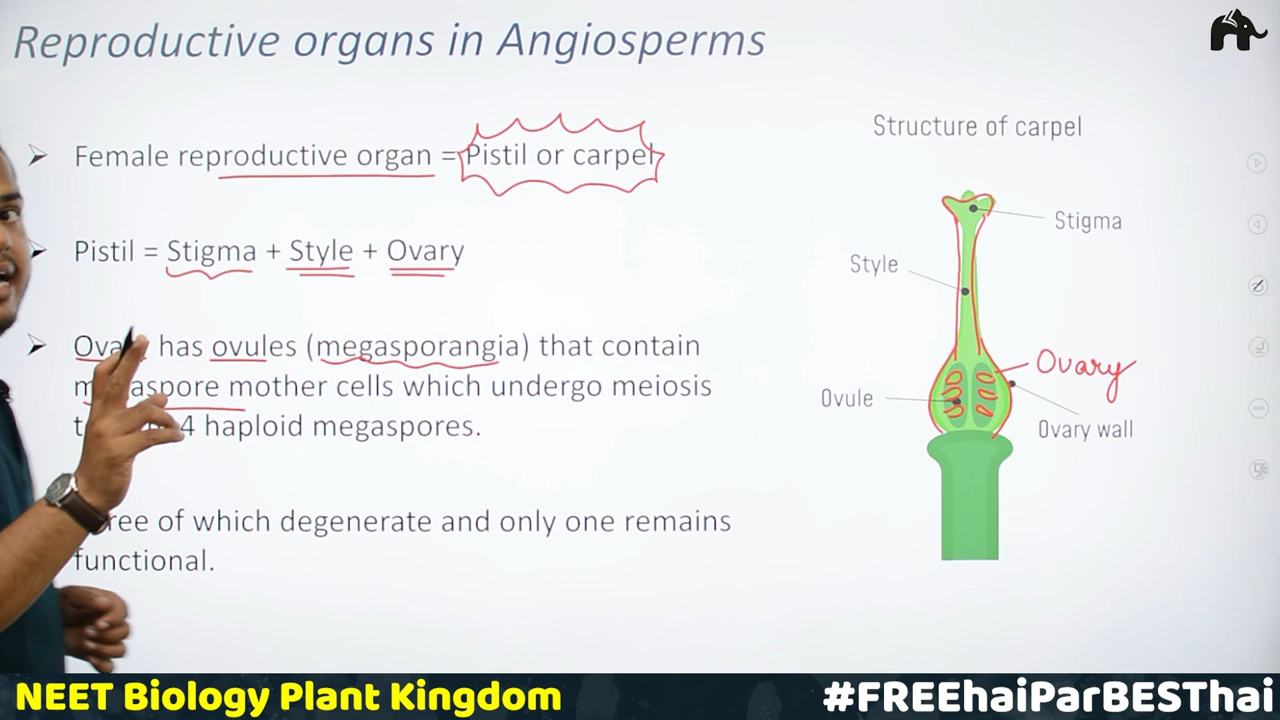 Reproductive organs in Angiosperms
Female reproductive organ = Pistil or carpel
Pistil = Stigma + Style + Ovary
has ovules (megasporangia) that contain
mother cells which undergo meiosis
4 haploid megaspores.
of which degenerate and only one remains
functional.
Structure of carpel
Stigma
Style
Ovary
Ovule
Ovary wall
NEET Biology Plant Kingdom
#FREEhaiParBESThai